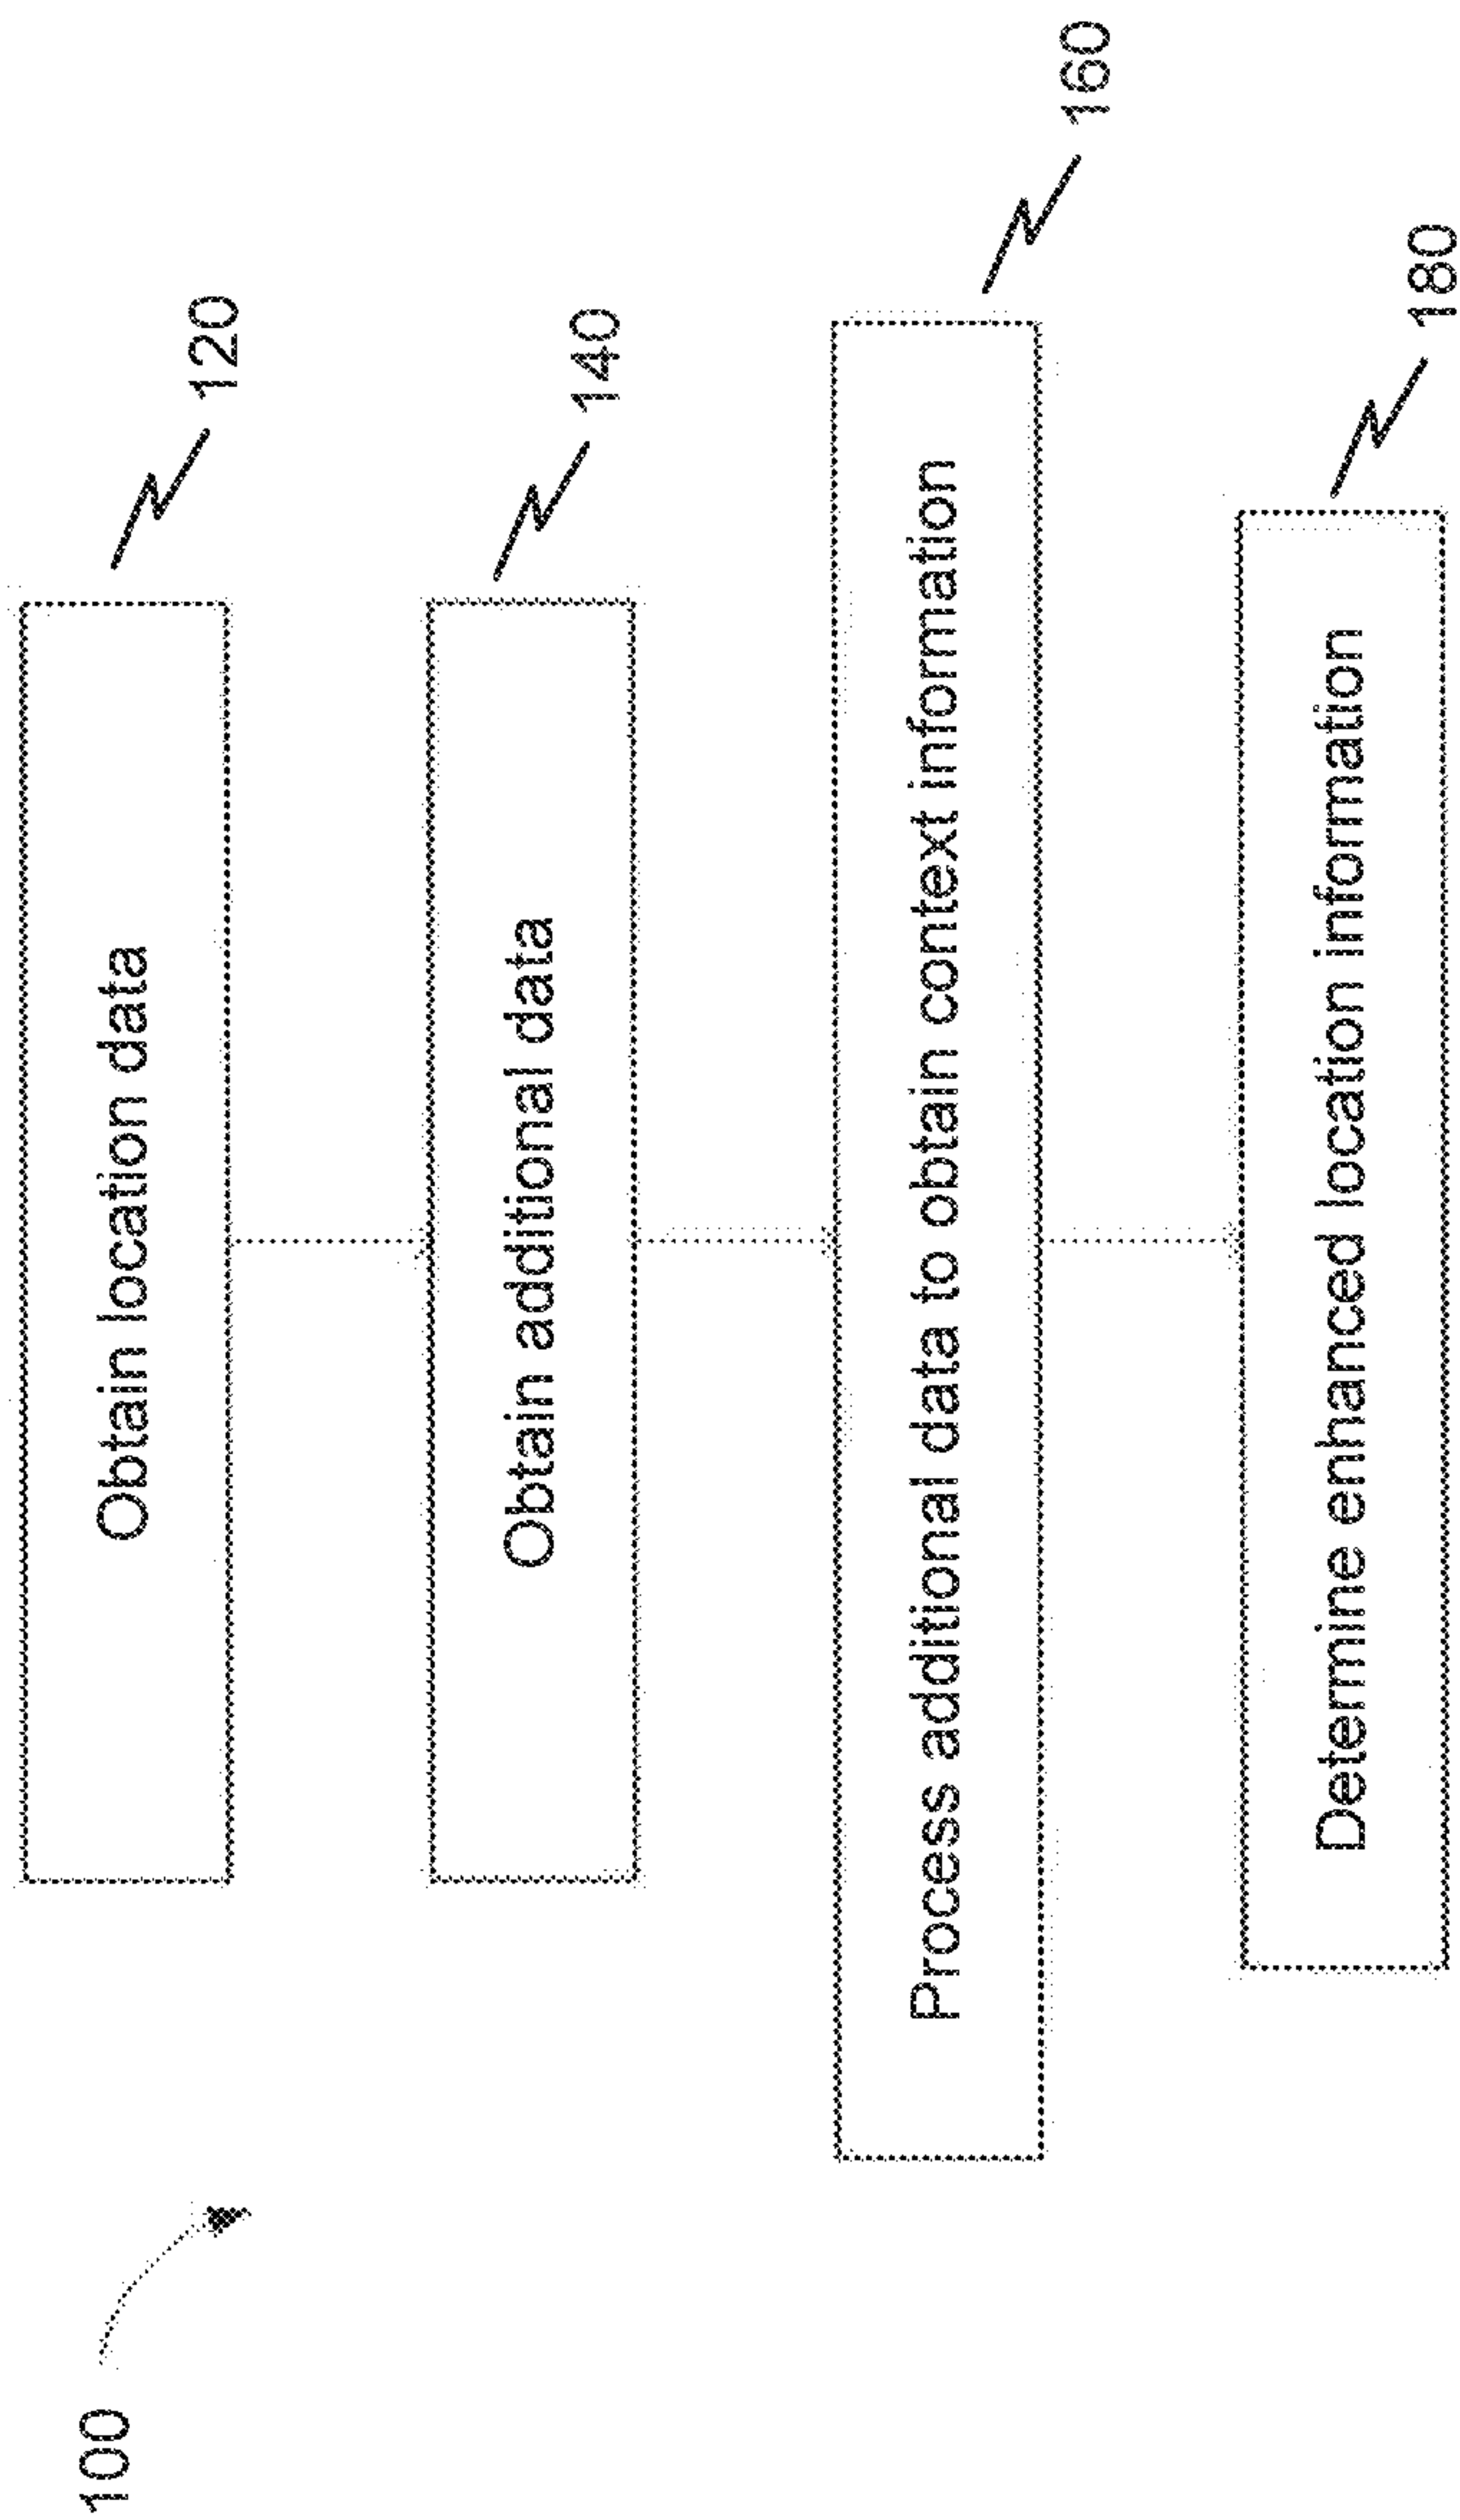 100
Obtain location data
120
Obtain additional data
140
Process additional data to obtain context information
160
Determine enhanced location information
180